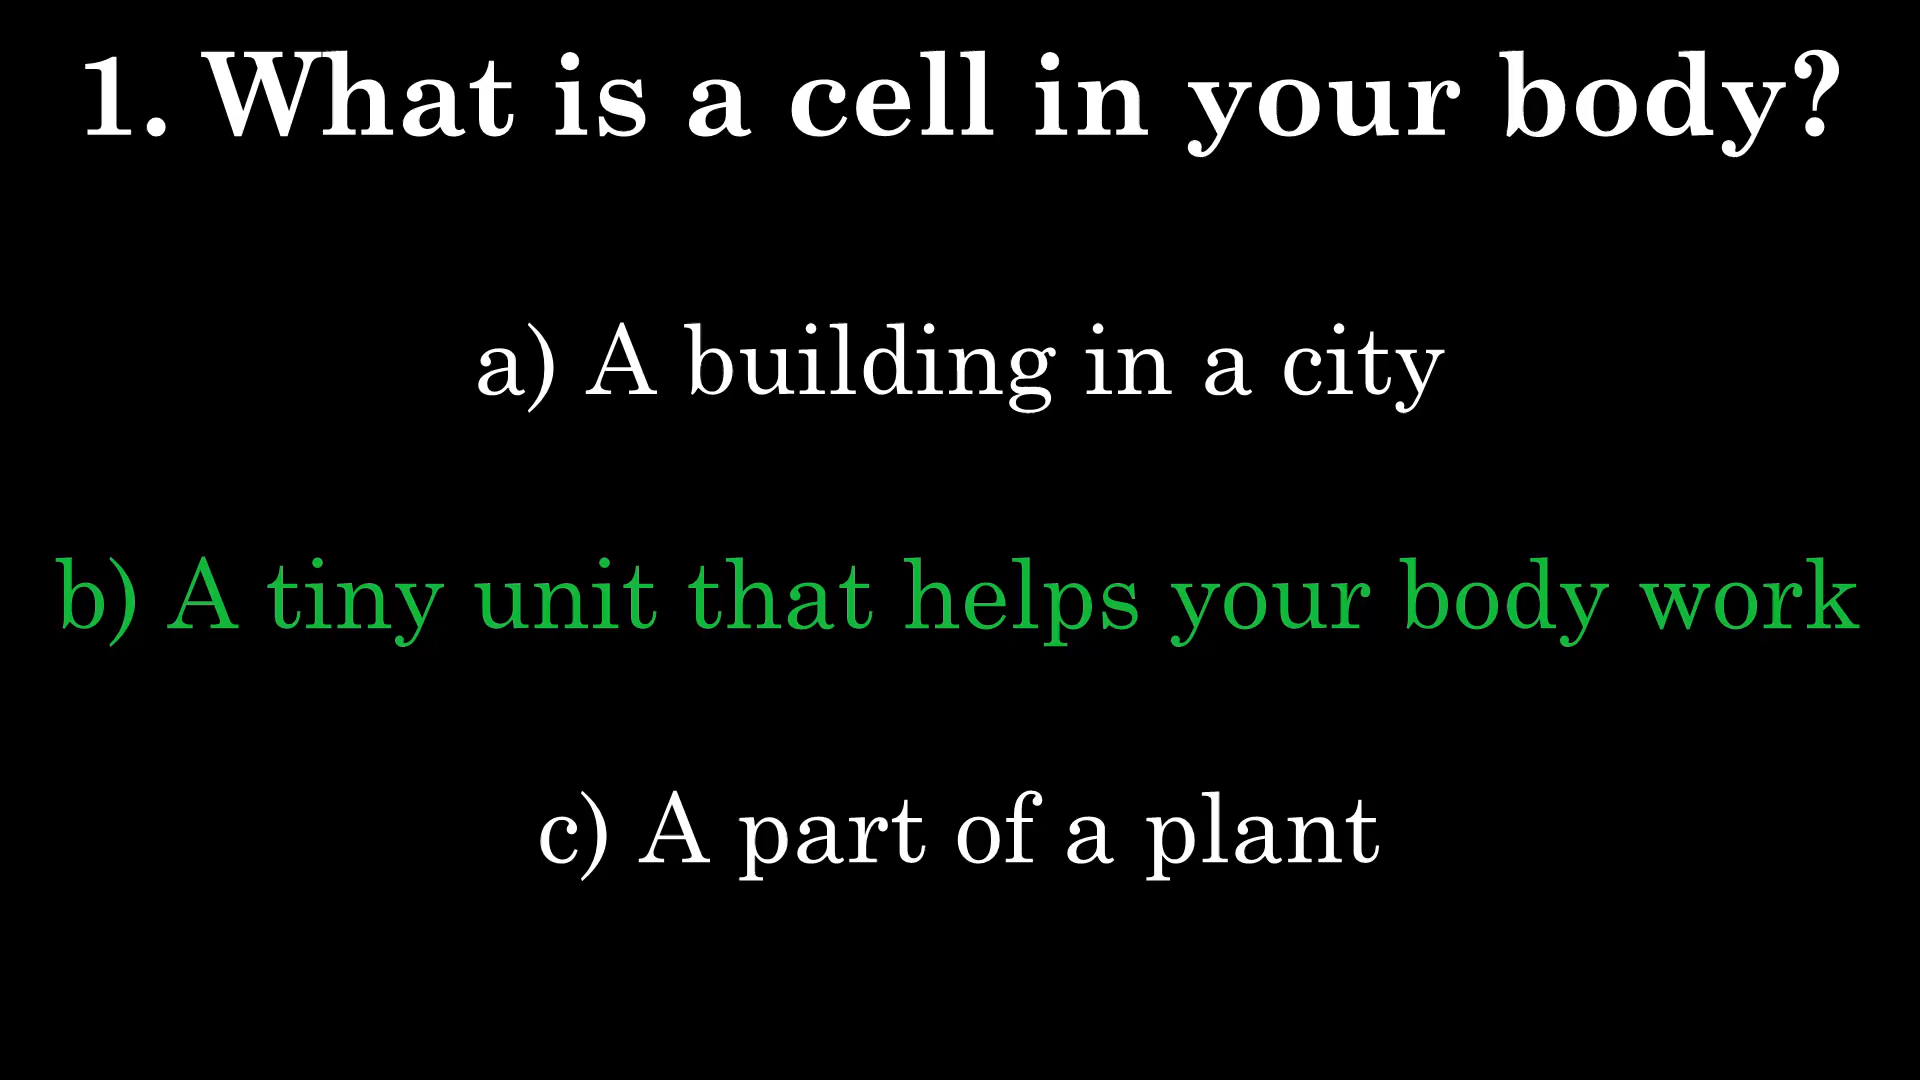 1. What is a cell in your body?
a) A building in a city
b) A tiny unit that helps your body work
c) A part of a plant